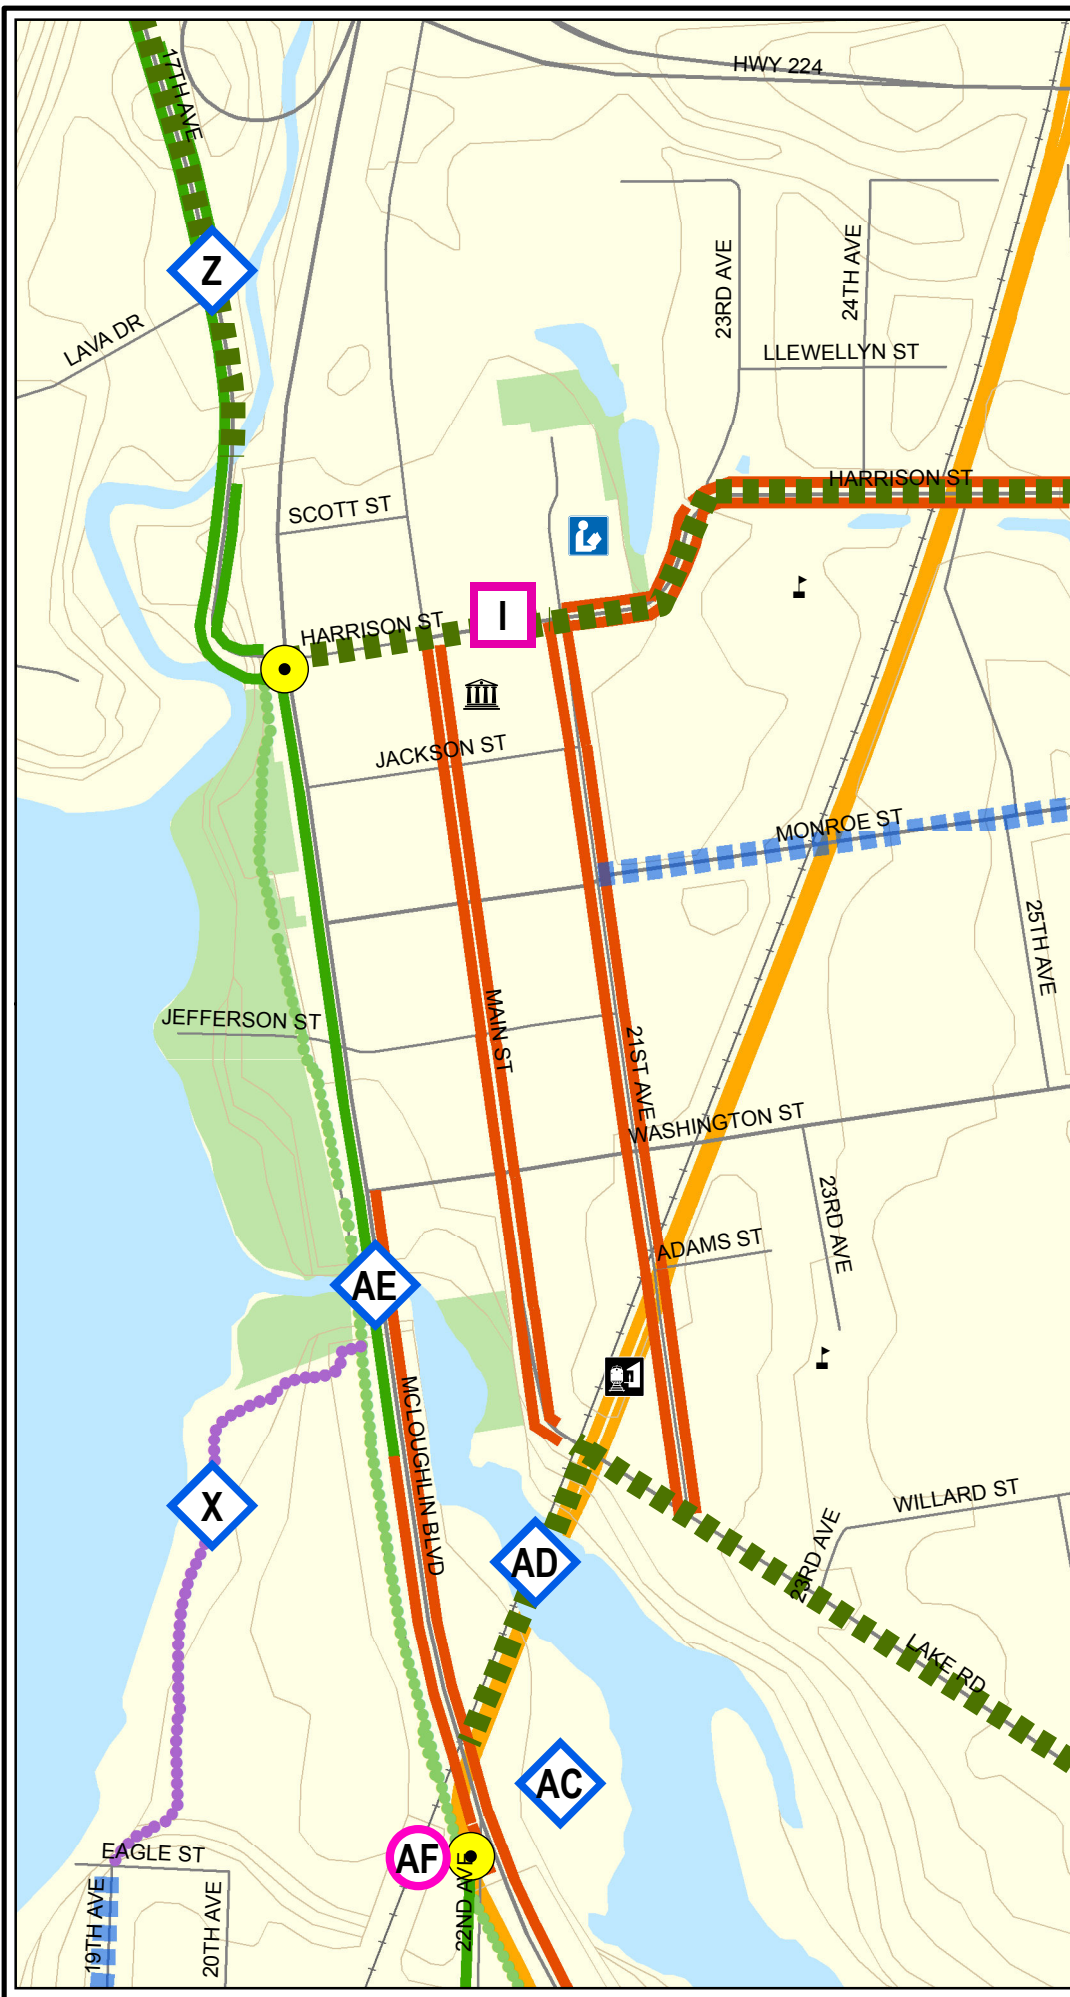 HWY 224
17TH AVE
Z
LAVA DR
23RD AVE
24TH AVE
LLEWELLYN ST
HARRISON ST
SCOTT ST
I
HARRISON ST
JACKSON ST
MONROE ST
25TH AVE
MAIN ST
JEFFERSON ST
21ST AVE
WASHINGTON ST
23RD AVE
ADAMS ST
AE
MCLOUGHLIN BLVD
X
WILLARD ST
23RD AVE
AD
LAKE RD
AC
AF
EAGLE ST
22ND AVE
19TH AVE
20TH AVE